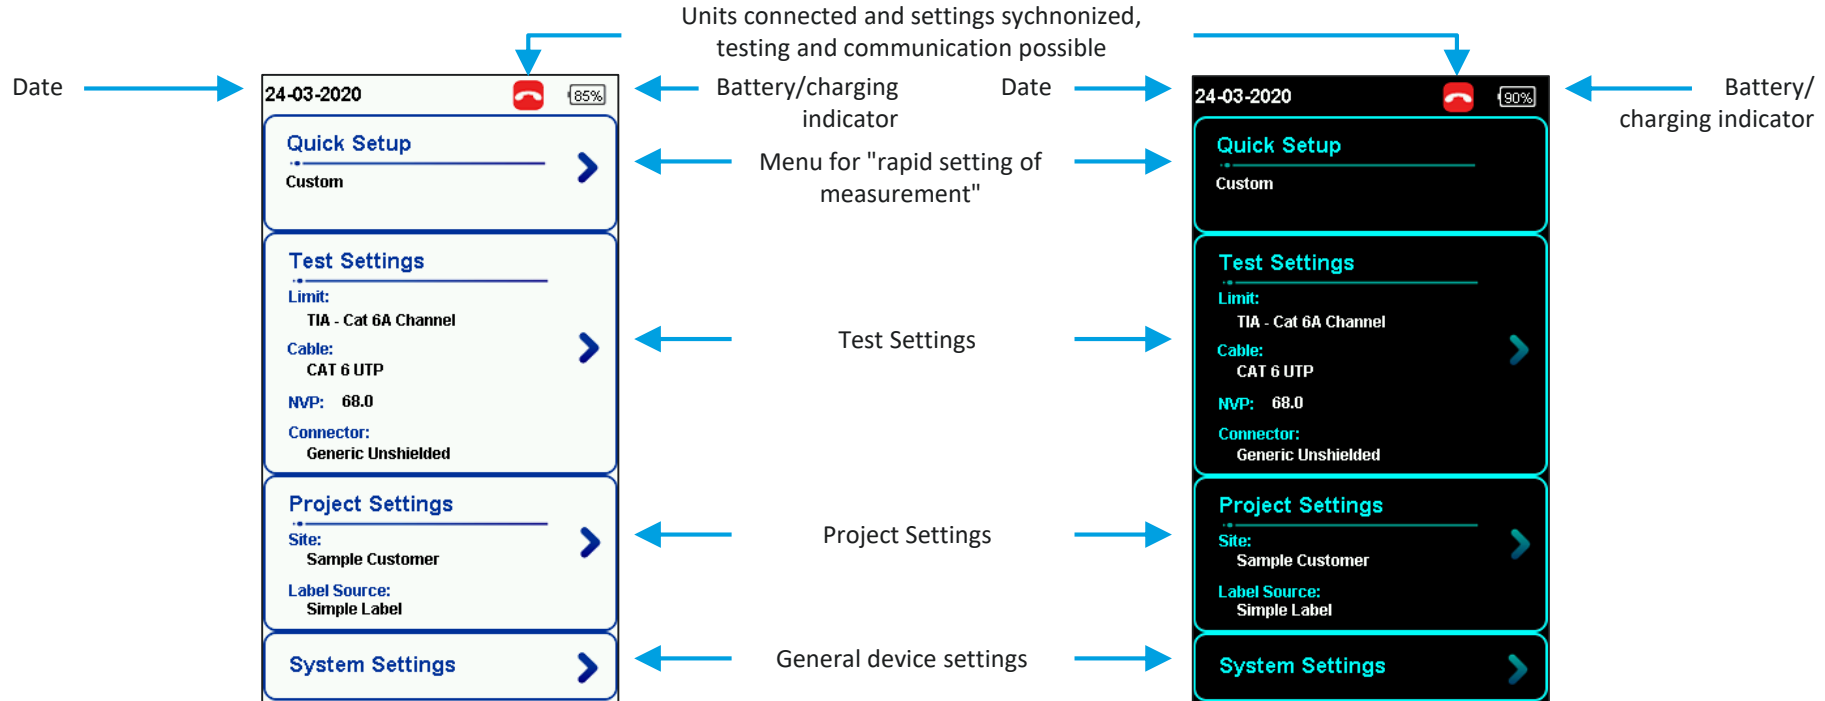 Units connected and settings sychnonized,
testing and communication possible
Date
24-03-2020
85%
Battery/charging
indicator
Date
24-03-2020
90%
Battery/
charging indicator
Quick Setup
Custom
Menu for "rapid setting of
measurement"
Quick Setup
Custom
Test Settings
Limit:
TIA - Cat 6A Channel
Cable:
CAT 6 UTP
NVP: 68.0
Connector:
Generic Unshielded
Test Settings
Test Settings
Limit:
TIA - Cat 6A Channel
Cable:
CAT 6 UTP
NVP: 68.0
Connector:
Generic Unshielded
Project Settings
Site:
Sample Customer
Label Source:
Simple Label
Project Settings
Project Settings
Site:
Sample Customer
Label Source:
Simple Label
System Settings
General device settings
System Settings